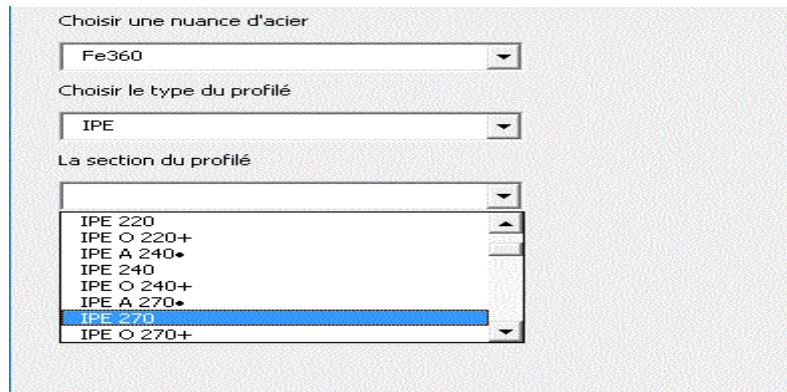 Choisir une nuance d'acier
Fe360
Choisir le type du profilé
IPE
La section du profilé
IPE 220
IPE O 220+
IPE A 240•
IPE 240
IPE O 240+
IPE A 270•
IPE 270
IPE O 270+